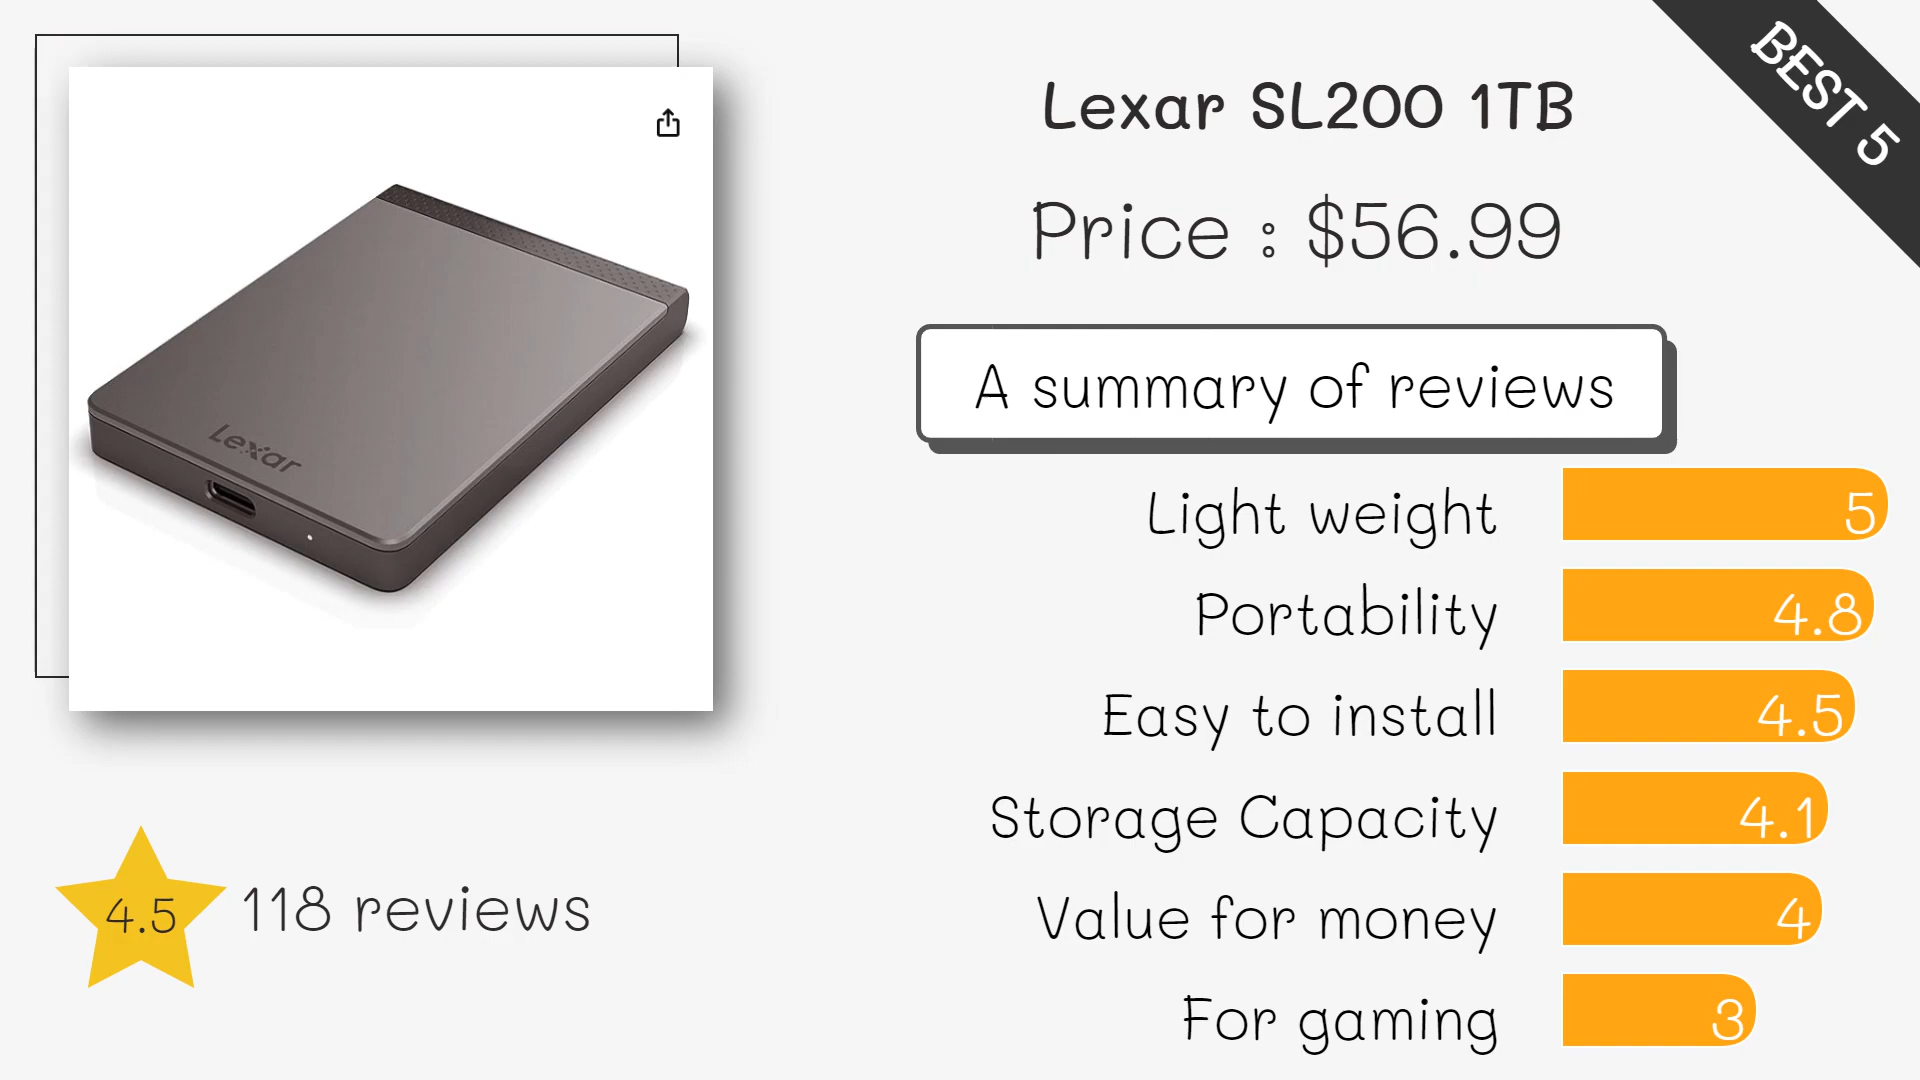 BEST 5
Lexar SL200 1TB
Price : $56.99
A summary of reviews
Light weight 5
Portability 4.8
Easy to install 4.5
Storage Capacity 4.1
Value for money 4
For gaming 3
Lexar
4.5 118 reviews